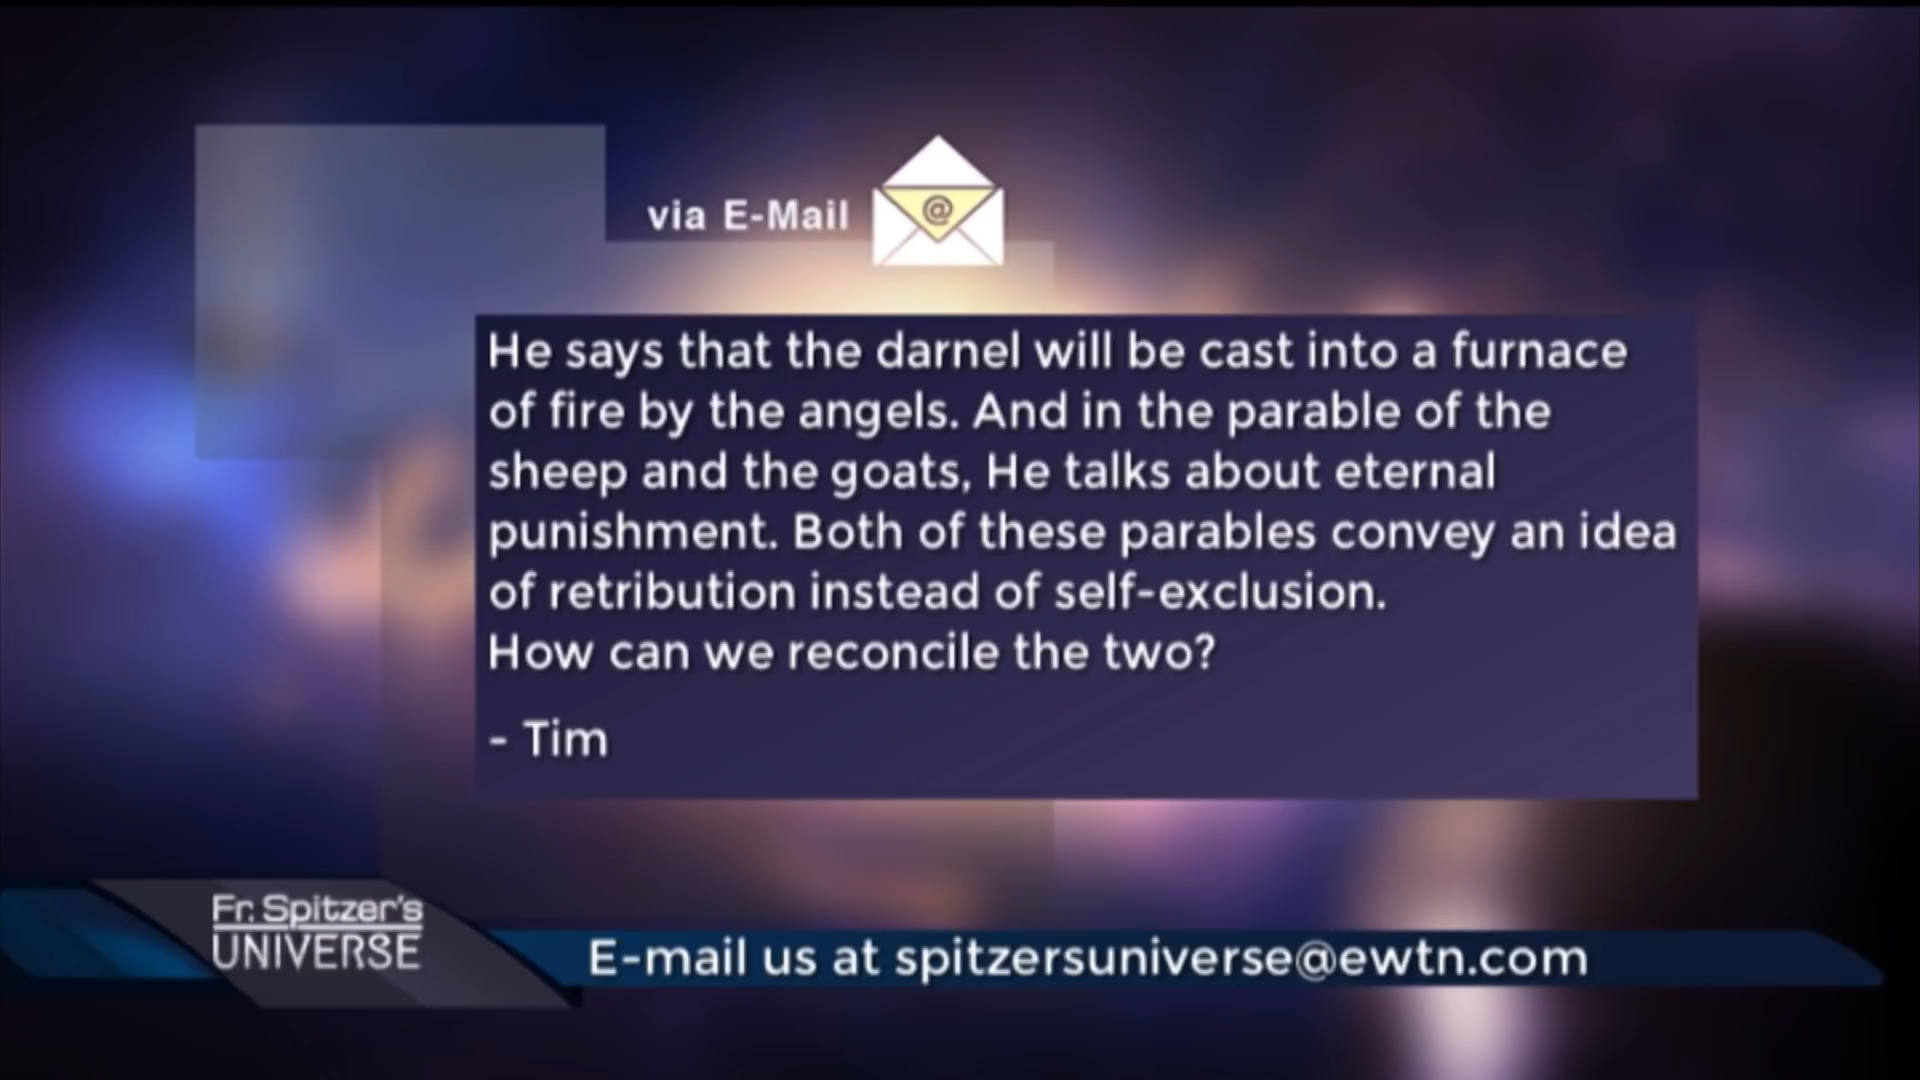 via E-Mail
@
He says that the darnel will be cast into a furnace
of fire by the angels. And in the parable of the
sheep and the goats, He talks about eternal
punishment. Both of these parables convey an idea
of retribution instead of self-exclusion.
How can we reconcile the two?
- Tim
Fr. Spitzer's
UNIVERSE
E-mail us at spitzersuniverse@ewtn.com